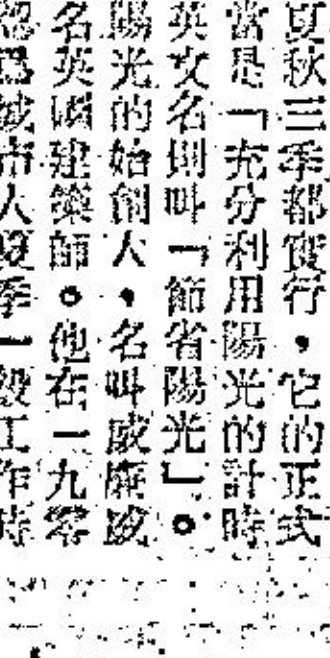 夏秋三季都實行，它的正式
當是「充分利用陽光的計時
英文名則叫「節省陽光」。
陽光的始創人，名叫威廉
名英國建築師。他在一九零
認為城市人夏季一般工作時